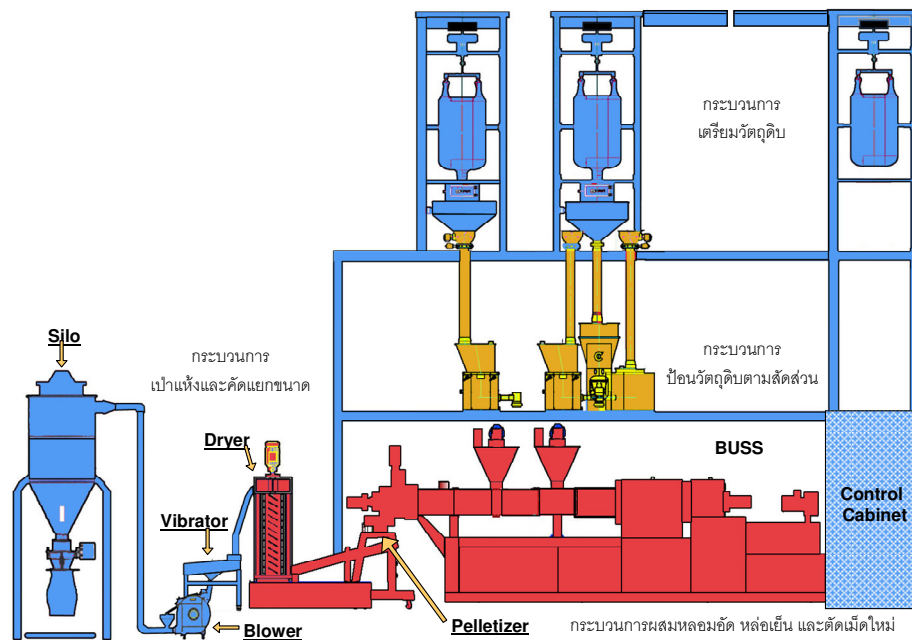 กระบวนการ
เตรียมวัตถุดิบ
Silo
กระบวนการ
เป่าแห้งและคัดแยกขนาด
กระบวนการ
ป้อนวัตถุดิบตามสัดส่วน
Dryer
BUSS
Control
Cabinet
Vibrator
Blower
Pelletizer
กระบวนการผสมหลอมอัด หล่อเย็น และตัดเม็ดใหม่